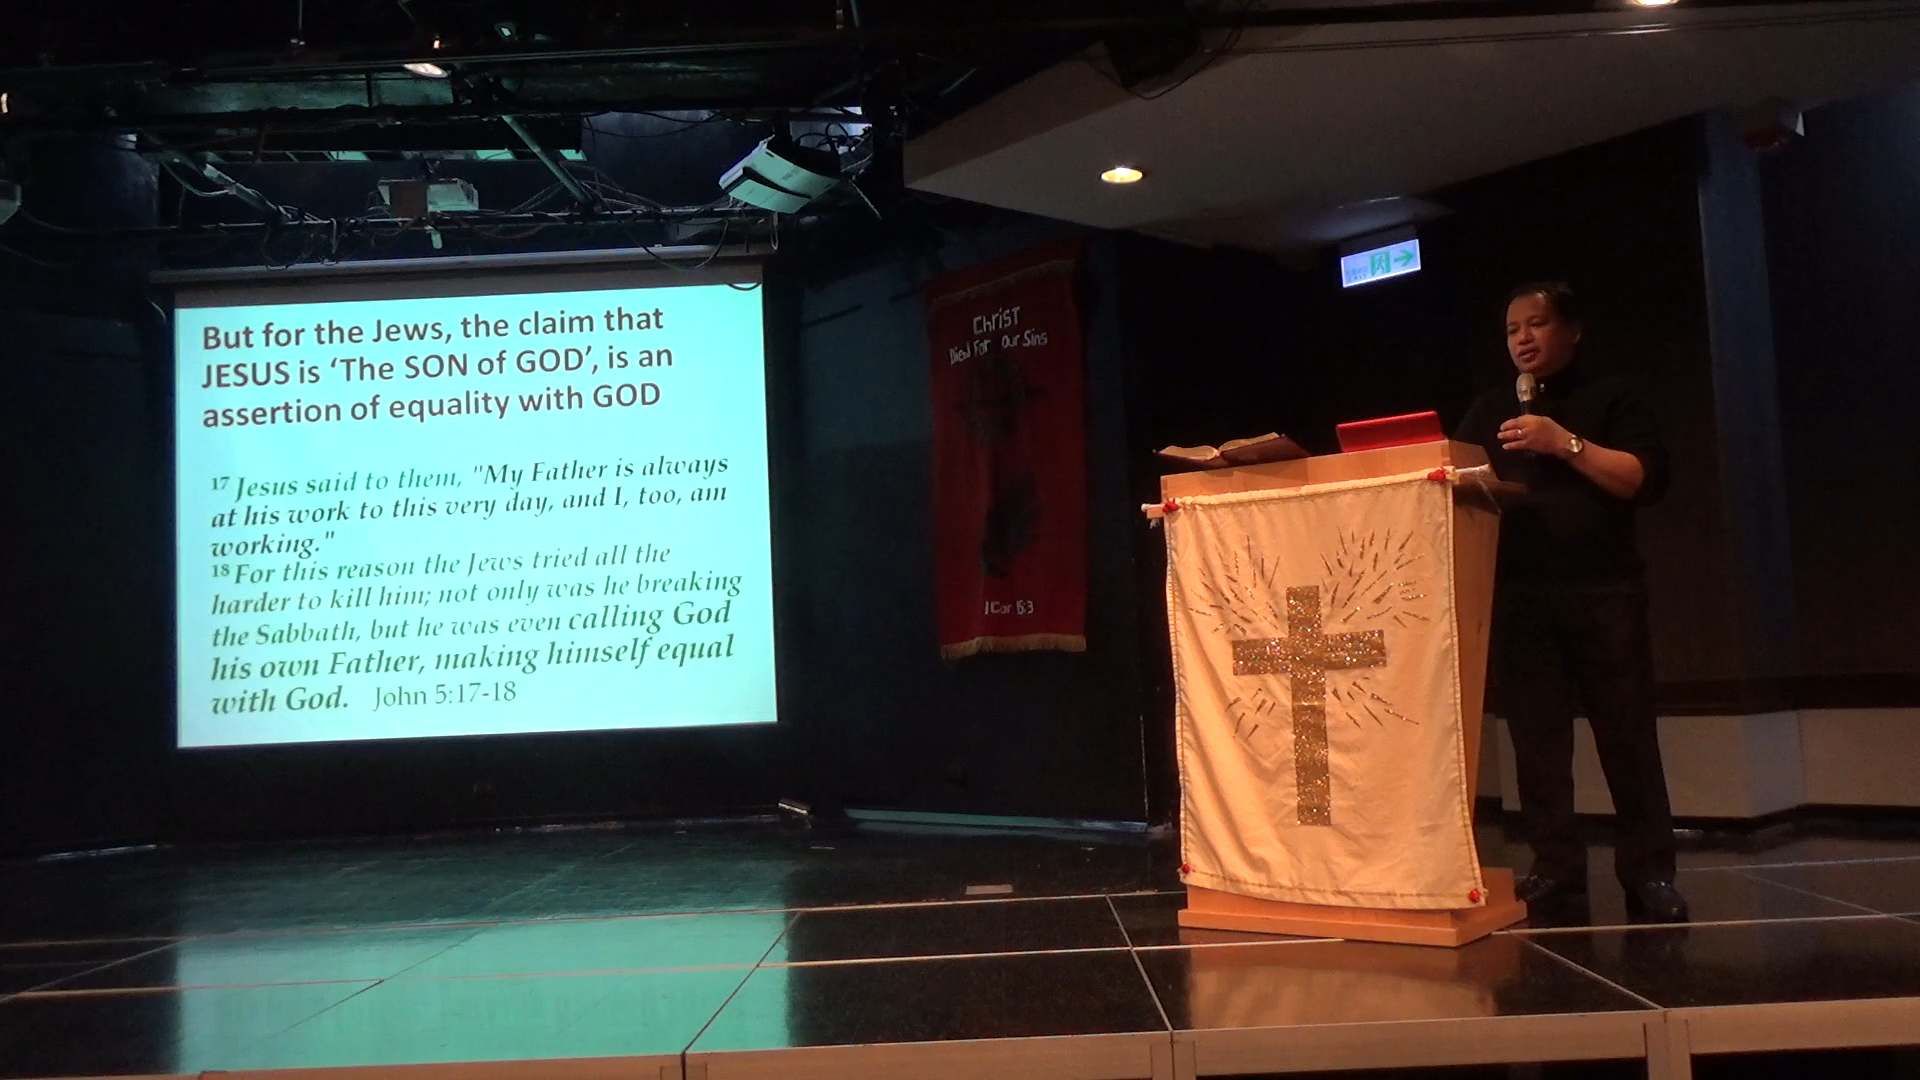 But for the Jews, the claim that
JESUS is ‘The SON of GOD’, is an
assertion of equality with GOD
17 Jesus said to them, "My Father is always
at his work to this very day, and I, too, am
working."
18 For this reason the Jews tried all the
harder to kill him; not only was he breaking
the Sabbath, but he was even calling God
his own Father, making himself equal
with God. John 5:17-18
Christ
Died For our Sins
1 Cor 15:3